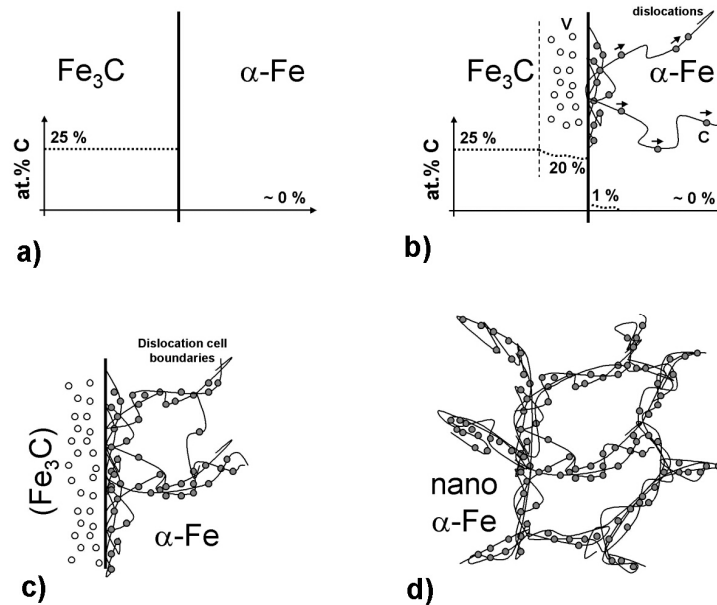 Fe₃C
α-Fe
at.% C
25 %
~ 0 %
a)
dislocations
V
Fe₃C
α-Fe
C
at.% C
25 %
20 %
1 %
~ 0 %
b)
Dislocation cell
boundaries
(Fe₃C)
α-Fe
c)
nano
α-Fe
d)